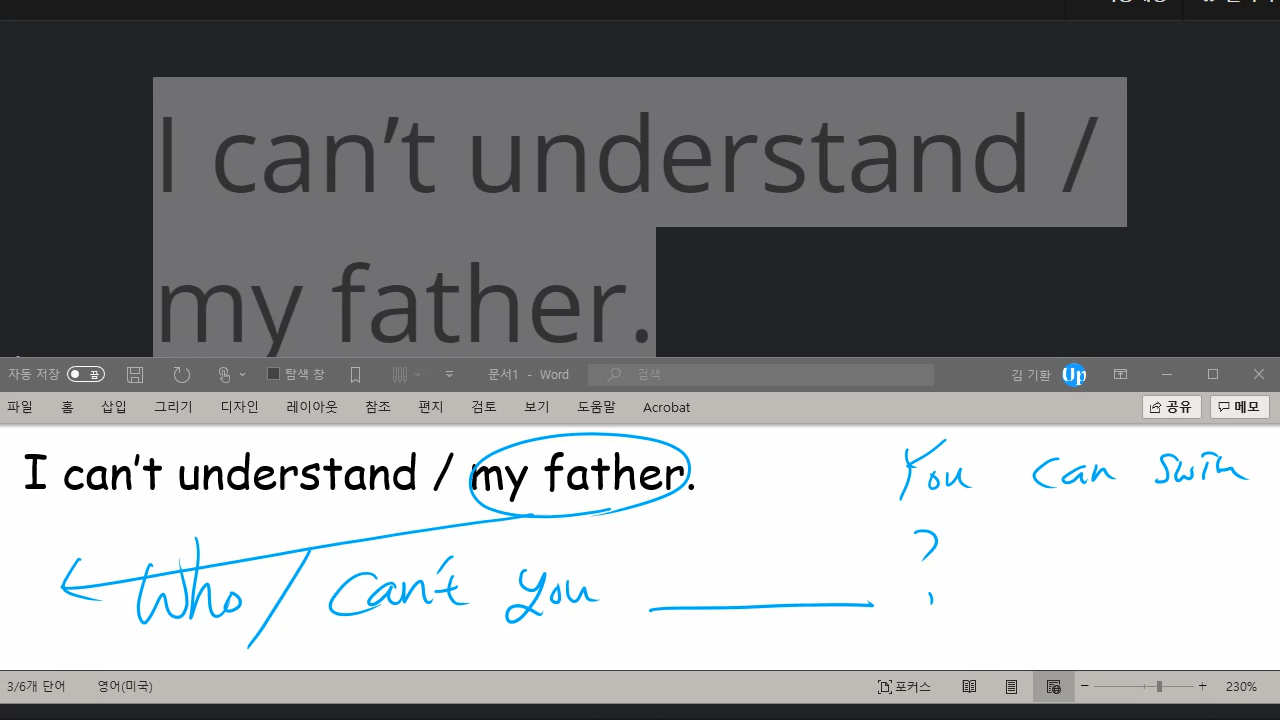 I can't understand /
my father.
자동 저장 끔 탐색 창 문서1 - Word 검색 김 기환 Up
파일 홈 삽입 그리기 디자인 레이아웃 참조 편지 검토 보기 도움말 Acrobat 공유 메모
I can't understand / my father.
You can swim
Who / can't you ______ ?
3/6개 단어 영어(미국) 포커스 230%